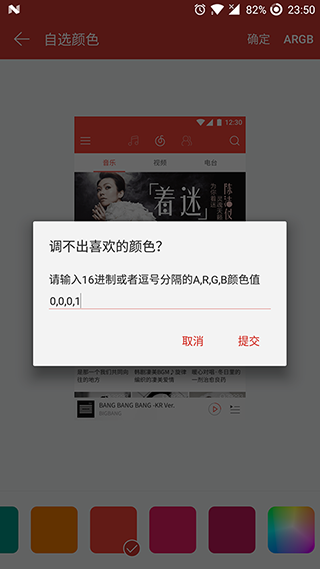 82% 23:50
自选颜色 确定 ARGB
12:30
音乐 视频 电台
着迷
调不出喜欢的颜色？
请输入16进制或者逗号分隔的A,R,G,B颜色值
0,0,0,1
取消 提交
BANG BANG BANG -KR Ver.
BIGBANG